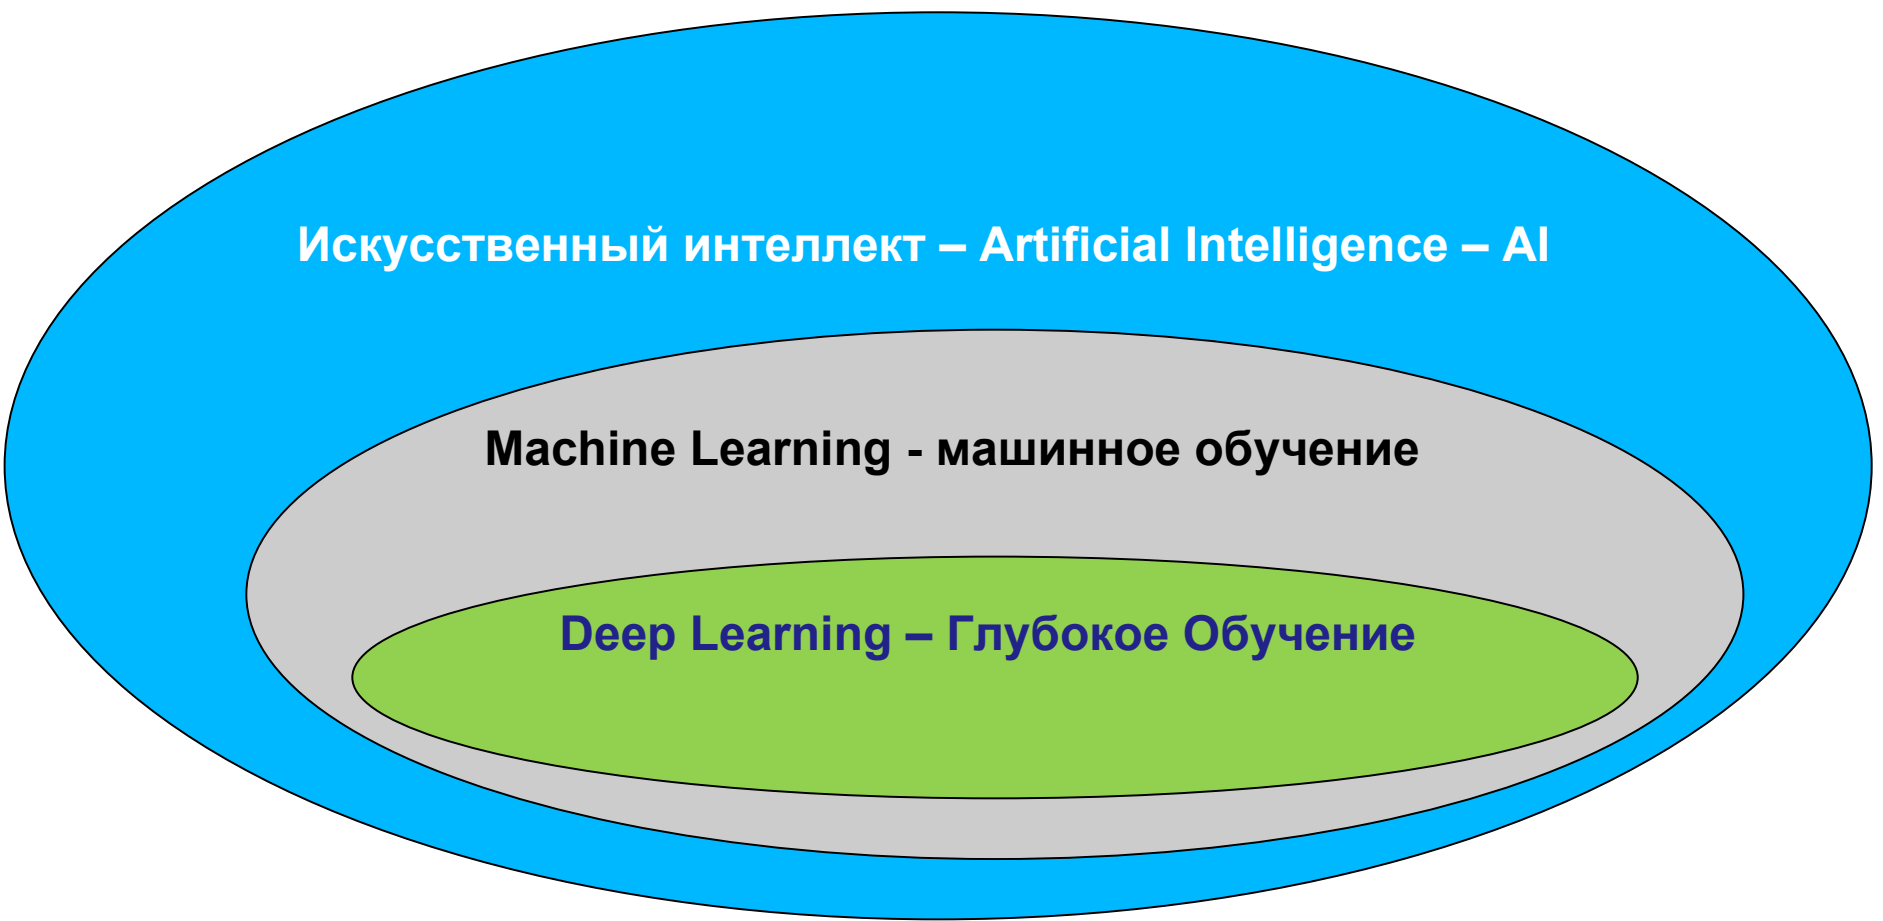 Искусственный интеллект – Artificial Intelligence – AI
Machine Learning - машинное обучение
Deep Learning – Глубокое Обучение